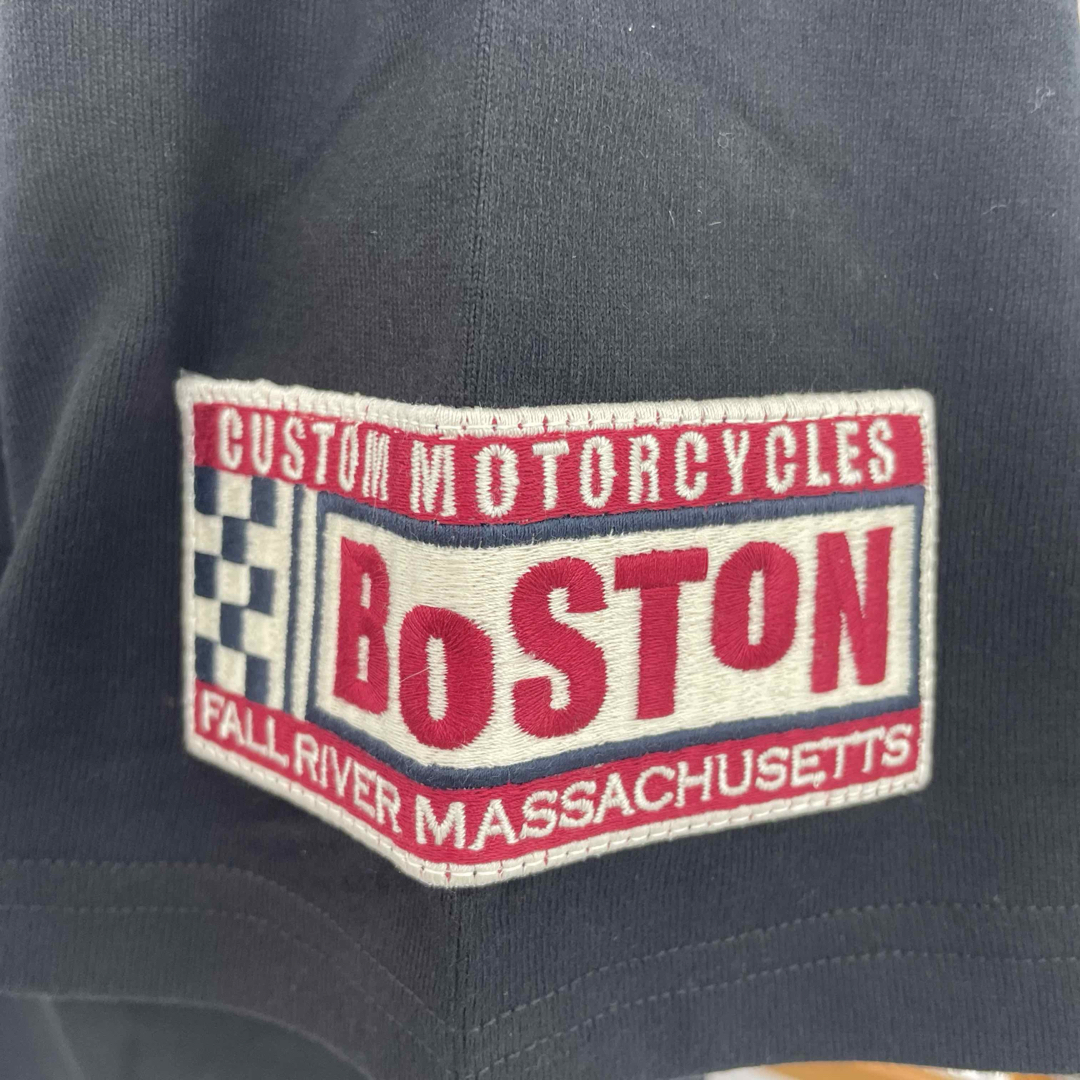 CUSTOM MOTORCYCLES
BoSToN
FALL RIVER MASSACHUSETTS